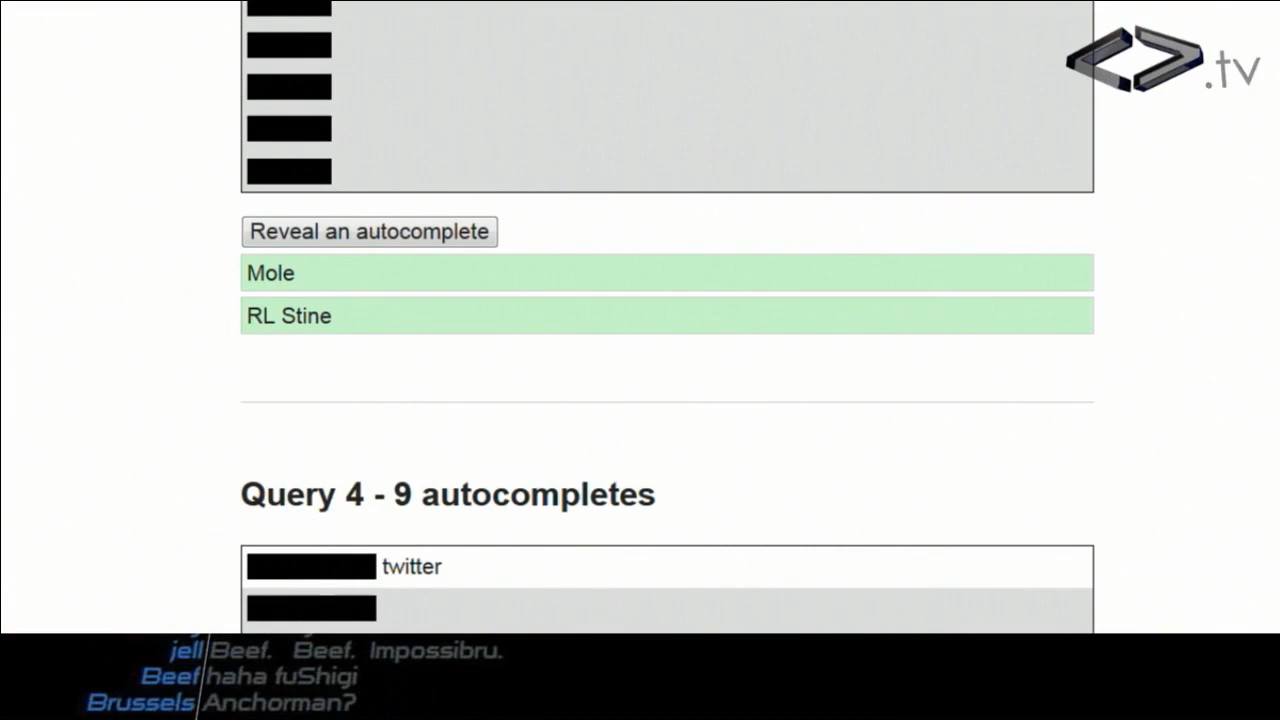 .tv
Reveal an autocomplete
Mole
RL Stine
Query 4 - 9 autocompletes
twitter
jell Beef. Beef. Impossibru.
Beef haha fuShigi
Brussels Anchorman?